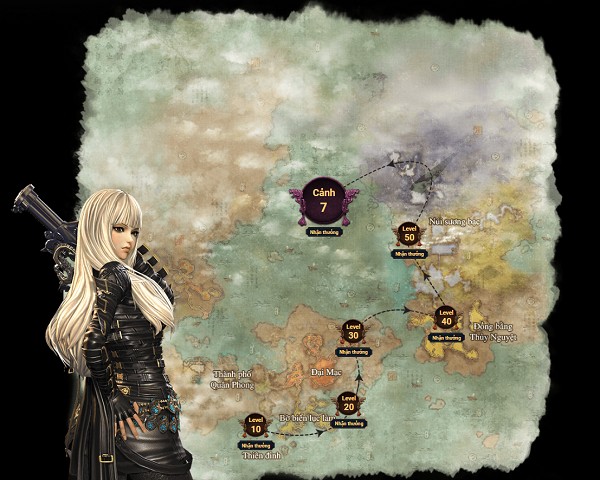 Cảnh
7
Nhận thưởng
Núi sương bạc
Level
50
Nhận thưởng
Level
40
Nhận thưởng
Đồng bằng
Thủy Nguyệt
Level
30
Nhận thưởng
Thành phố
Quần Phong
Đại Mạc
Level
20
Nhận thưởng
Bờ biển lục lam
Level
10
Nhận thưởng
Thiên đỉnh